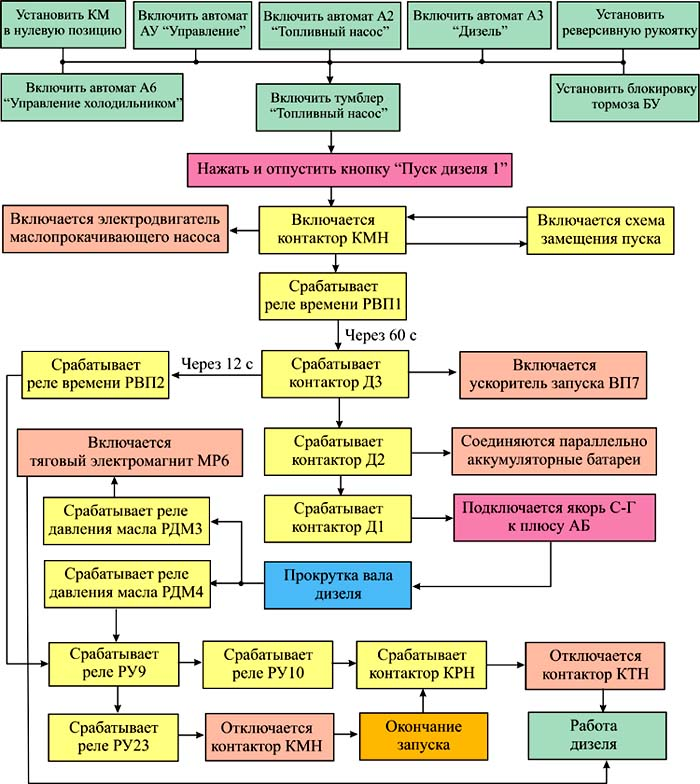 Установить КМ
в нулевую позицию
Включить автомат
АУ “Управление”
Включить автомат А2
“Топливный насос”
Включить автомат А3
“Дизель”
Установить
реверсивную рукоятку
Включить автомат А6
“Управление холодильником”
Включить тумблер
“Топливный насос”
Установить блокировку
тормоза БУ
Нажать и отпустить кнопку “Пуск дизеля 1”
Включается электродвигатель
маслопрокачивающего насоса
Включается
контактор КМН
Включается схема
замещения пуска
Срабатывает
реле времени РВП1
Через 60 с
Срабатывает
реле времени РВП2
Через 12 с
Срабатывает
контактор Д3
Включается
ускоритель запуска ВП7
Включается
тяговый электромагнит МР6
Срабатывает
контактор Д2
Соединяются параллельно
аккумуляторные батареи
Срабатывает реле
давления масла РДМ3
Срабатывает
контактор Д1
Подключается якорь С-Г
к плюсу АБ
Срабатывает реле
давления масла РДМ4
Прокрутка вала
дизеля
Срабатывает
реле РУ9
Срабатывает
реле РУ10
Срабатывает
контактор КРН
Отключается
контактор КТН
Срабатывает
реле РУ23
Отключается
контактор КМН
Окончание
запуска
Работа
дизеля